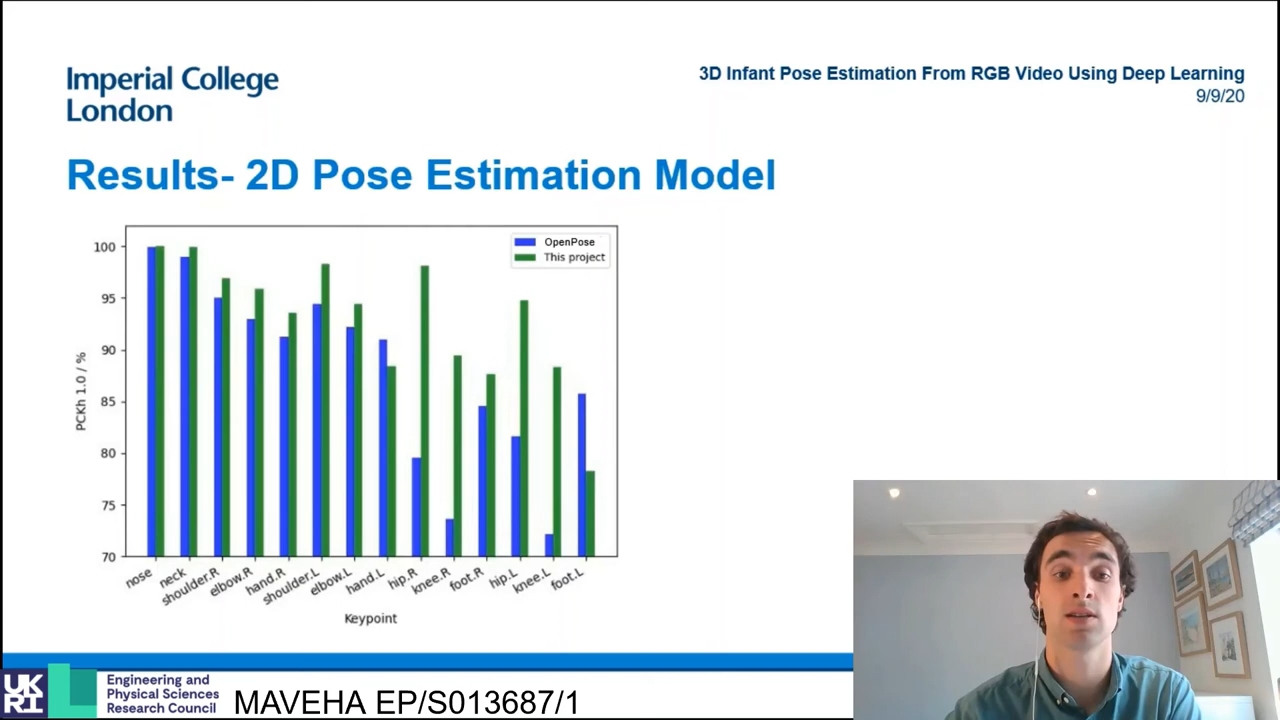 Imperial College
London
3D Infant Pose Estimation From RGB Video Using Deep Learning
9/9/20
Results- 2D Pose Estimation Model
OpenPose
This project
100
95
90
85
80
75
70
PCKh 1.0 / %
nose
neck
shoulder.R
elbow.R
hand.R
shoulder.L
elbow.L
hand.L
hip.R
knee.R
foot.R
hip.L
knee.L
foot.L
Keypoint
UK
RI
Engineering and
Physical Sciences
Research Council
MAVEHA EP/S013687/1